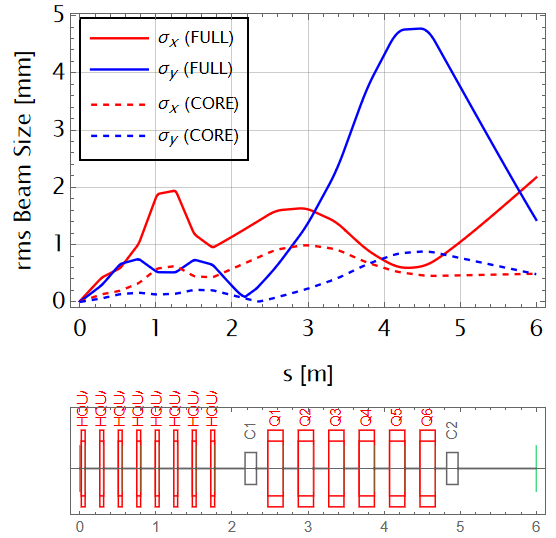 σx (FULL)
σy (FULL)
σx (CORE)
σy (CORE)
rms Beam Size [mm]
5
4
3
2
1
0
0 1 2 3 4 5 6
s [m]
HQU HQU HQU HQU HQU HQU HQU HQU C1 Q1 Q2 Q3 Q4 Q5 Q6 C2
0 1 2 3 4 5 6